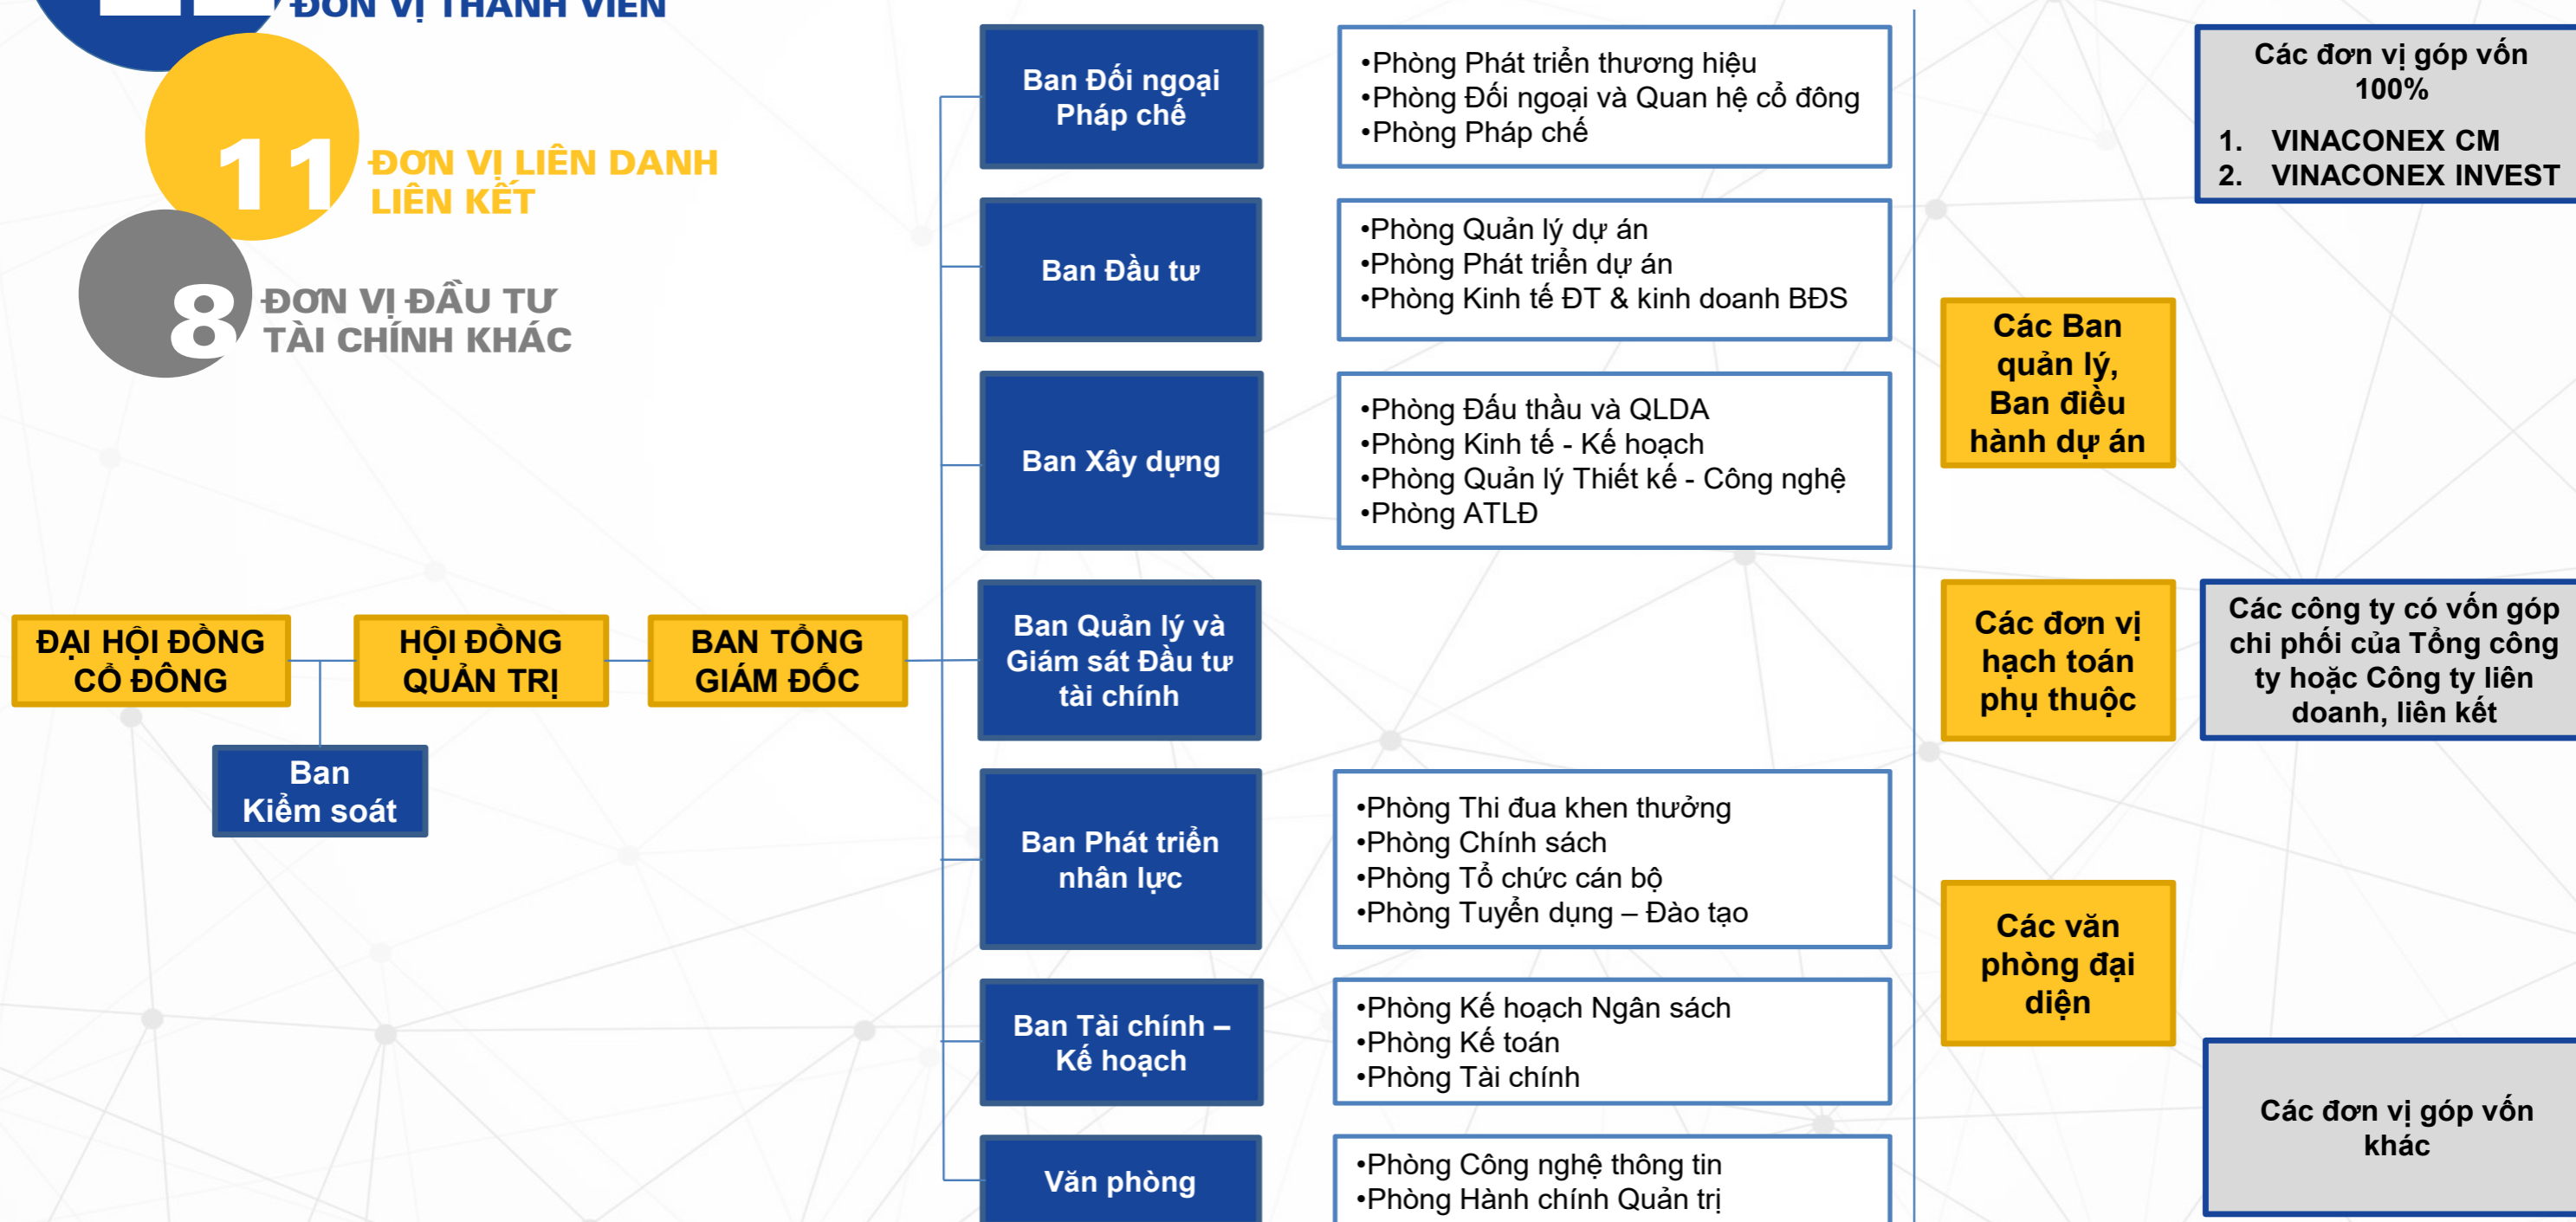 ĐƠN VỊ THÀNH VIÊN
11
ĐƠN VỊ LIÊN DANH
LIÊN KẾT
8
ĐƠN VỊ ĐẦU TƯ
TÀI CHÍNH KHÁC
ĐẠI HỘI ĐỒNG
CỔ ĐÔNG
HỘI ĐỒNG
QUẢN TRỊ
BAN TỔNG
GIÁM ĐỐC
Ban
Kiểm soát
Ban Đối ngoại
Pháp chế
•Phòng Phát triển thương hiệu
•Phòng Đối ngoại và Quan hệ cổ đông
•Phòng Pháp chế
Ban Đầu tư
•Phòng Quản lý dự án
•Phòng Phát triển dự án
•Phòng Kinh tế ĐT & kinh doanh BĐS
Ban Xây dựng
•Phòng Đấu thầu và QLDA
•Phòng Kinh tế - Kế hoạch
•Phòng Quản lý Thiết kế - Công nghệ
•Phòng ATLĐ
Ban Quản lý và
Giám sát Đầu tư
tài chính
Ban Phát triển
nhân lực
•Phòng Thi đua khen thưởng
•Phòng Chính sách
•Phòng Tổ chức cán bộ
•Phòng Tuyển dụng – Đào tạo
Ban Tài chính –
Kế hoạch
•Phòng Kế hoạch Ngân sách
•Phòng Kế toán
•Phòng Tài chính
Văn phòng
•Phòng Công nghệ thông tin
•Phòng Hành chính Quản trị
Các Ban
quản lý,
Ban điều
hành dự án
Các đơn vị
hạch toán
phụ thuộc
Các văn
phòng đại
diện
Các đơn vị góp vốn
100%
1. VINACONEX CM
2. VINACONEX INVEST
Các công ty có vốn góp
chi phối của Tổng công
ty hoặc Công ty liên
doanh, liên kết
Các đơn vị góp vốn
khác